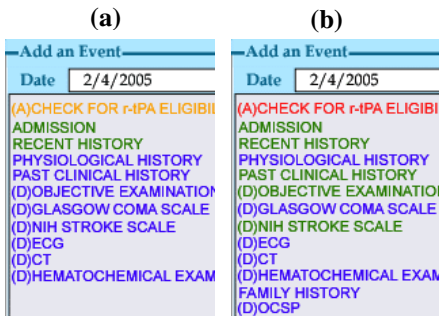 (a)
Add an Event
Date 2/4/2005
(A)CHECK FOR r-tPA ELIGIBI
ADMISSION
RECENT HISTORY
PHYSIOLOGICAL HISTORY
PAST CLINICAL HISTORY
(D)OBJECTIVE EXAMINATION
(D)GLASGOW COMA SCALE
(D)NIH STROKE SCALE
(D)ECG
(D)CT
(D)HEMATOCHEMICAL EXAM
(b)
Add an Event
Date 2/4/2005
(A)CHECK FOR r-tPA ELIGIBI
ADMISSION
RECENT HISTORY
PHYSIOLOGICAL HISTORY
PAST CLINICAL HISTORY
(D)OBJECTIVE EXAMINATIO
(D)GLASGOW COMA SCALE
(D)NIH STROKE SCALE
(D)ECG
(D)CT
(D)HEMATOCHEMICAL EXAM
FAMILY HISTORY
(D)OCSP